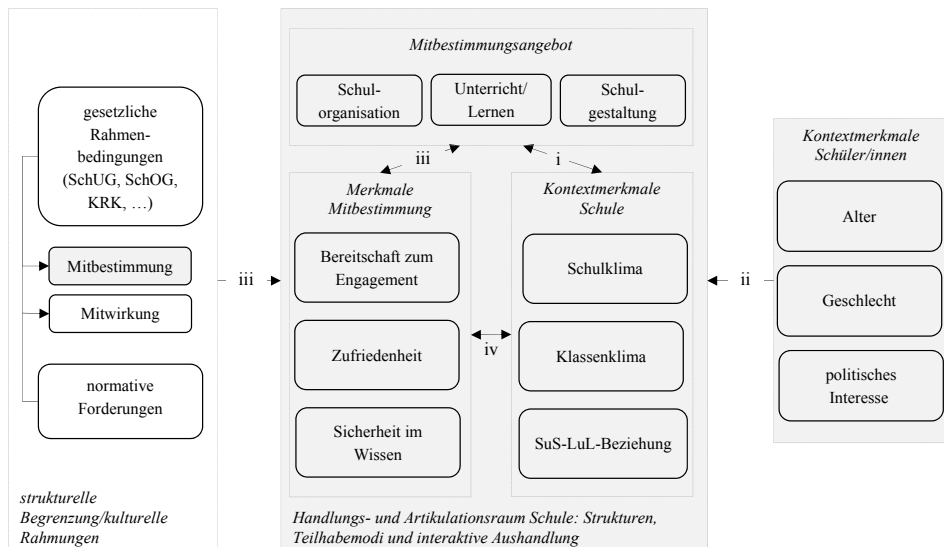 gesetzliche
Rahmen-
bedingungen
(SchUG, SchOG,
KRK, …)
Mitbestimmung
Mitwirkung
normative
Forderungen
strukturelle
Begrenzung/kulturelle
Rahmungen
iii
Mitbestimmungsangebot
Schul-
organisation
Unterricht/
Lernen
Schul-
gestaltung
iii
i
Merkmale
Mitbestimmung
Bereitschaft zum
Engagement
Zufriedenheit
Sicherheit im
Wissen
iv
Kontextmerkmale
Schule
Schulklima
Klassenklima
SuS-LuL-Beziehung
Handlungs- und Artikulationsraum Schule: Strukturen,
Teilhabemodi und interaktive Aushandlung
ii
Kontextmerkmale
Schüler/innen
Alter
Geschlecht
politisches
Interesse